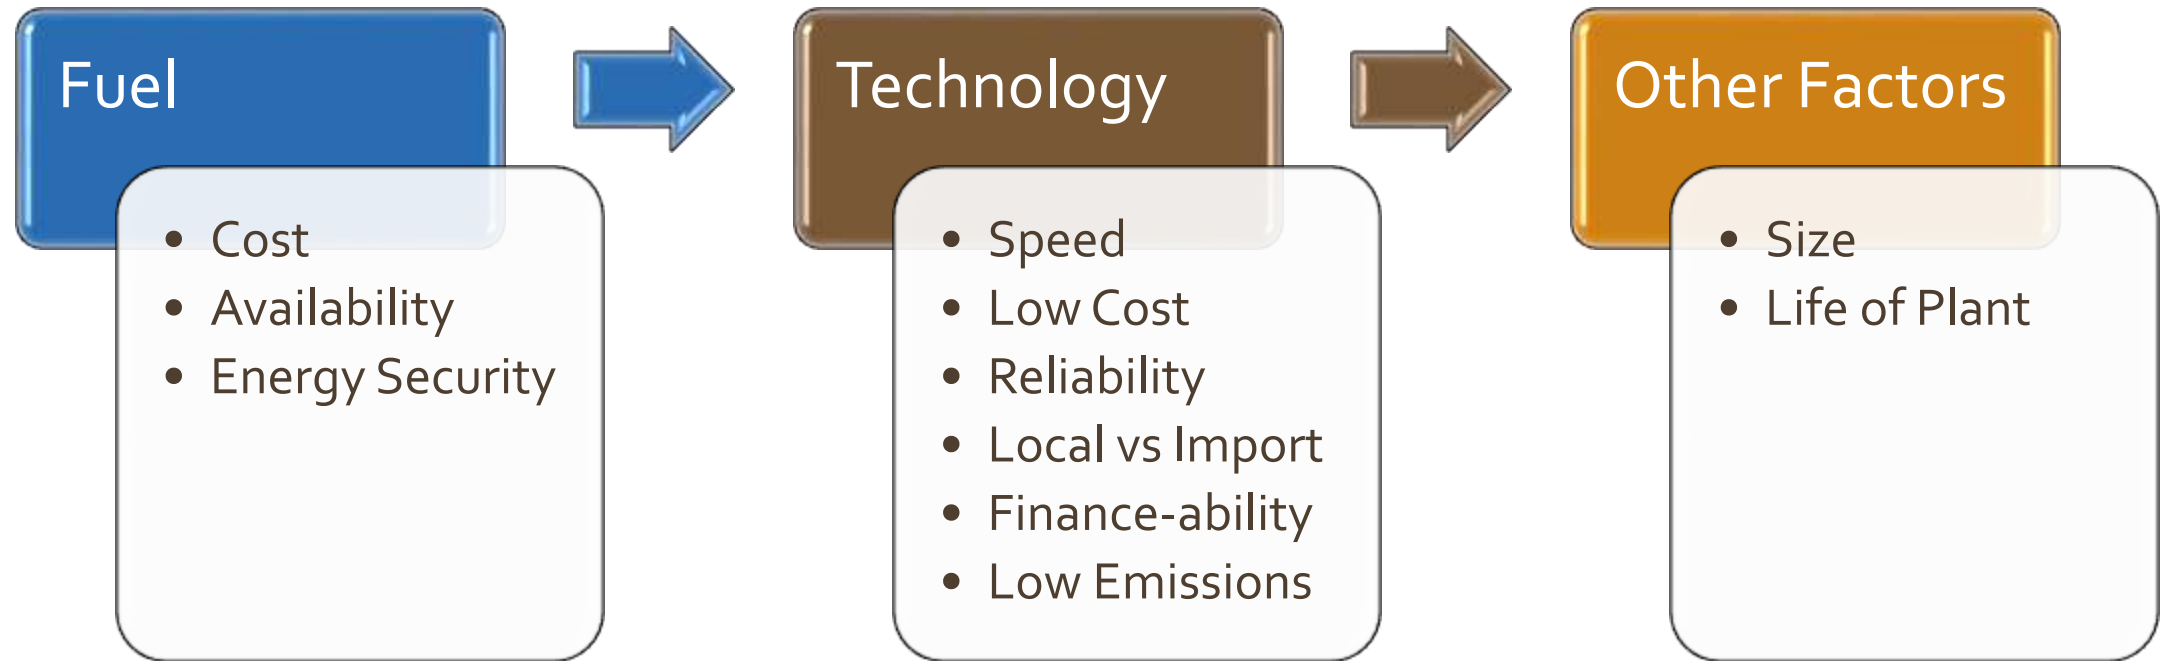 Fuel
• Cost
• Availability
• Energy Security
Technology
• Speed
• Low Cost
• Reliability
• Local vs Import
• Finance-ability
• Low Emissions
Other Factors
• Size
• Life of Plant